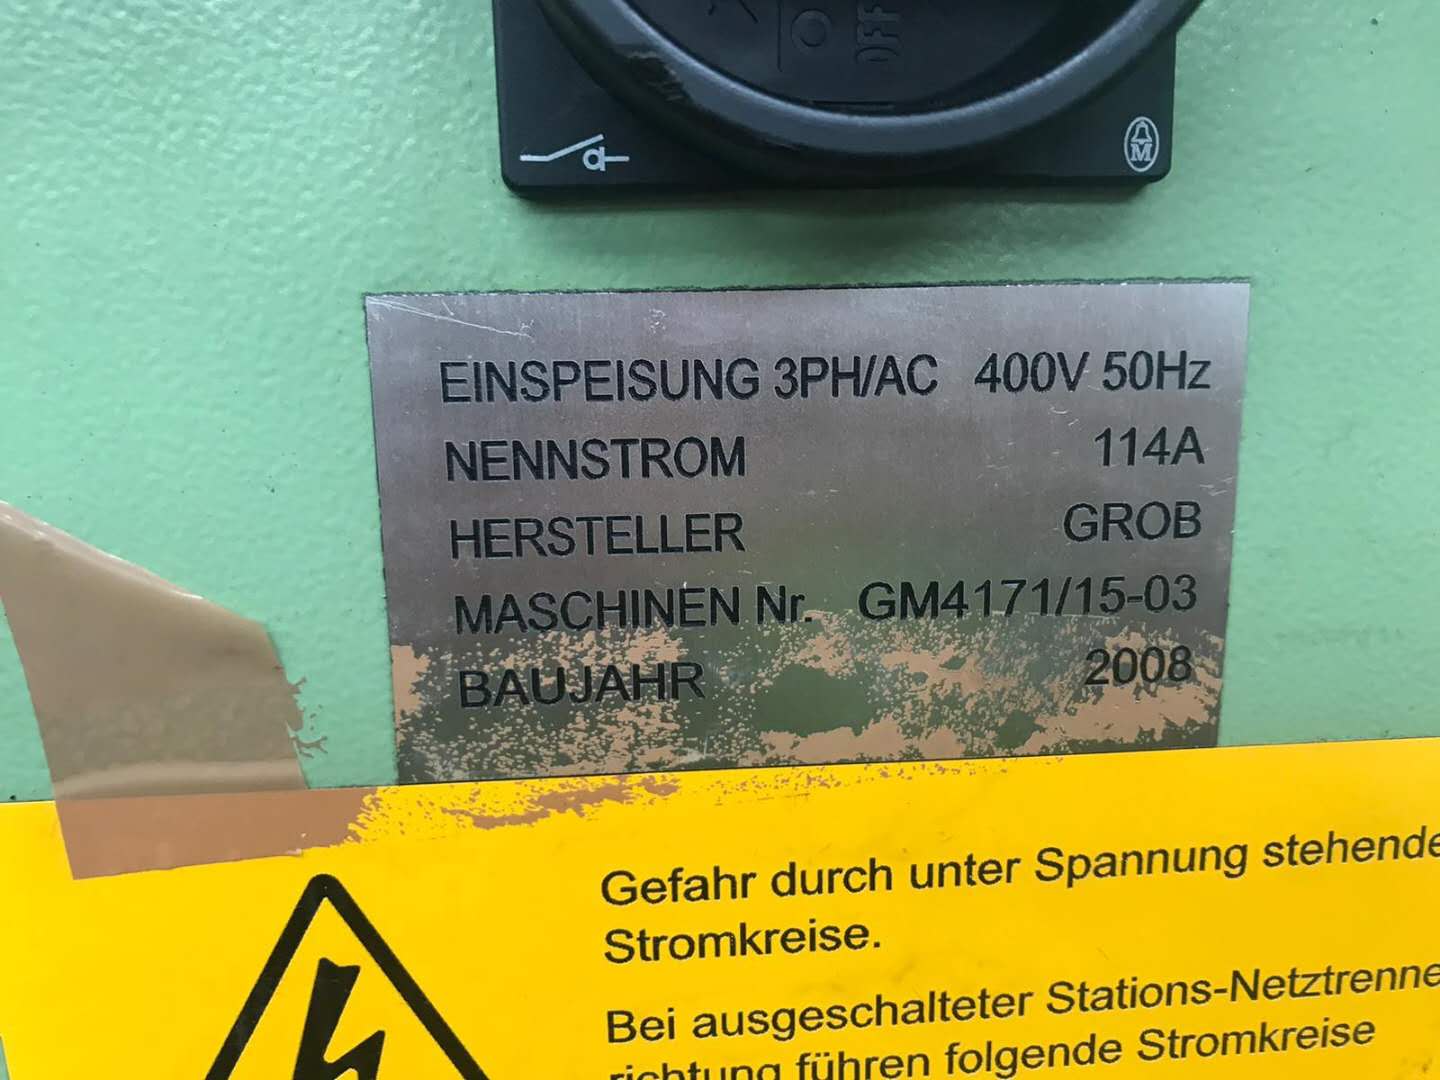 OFF
EINSPEISUNG 3PH/AC 400V 50Hz
NENNSTROM 114A
HERSTELLER GROB
MASCHINEN Nr. GM4171/15-03
BAUJAHR 2008
Gefahr durch unter Spannung stehende
Stromkreise.
Bei ausgeschalteter Stations-Netztrenne
richtung führen folgende Stromkreise